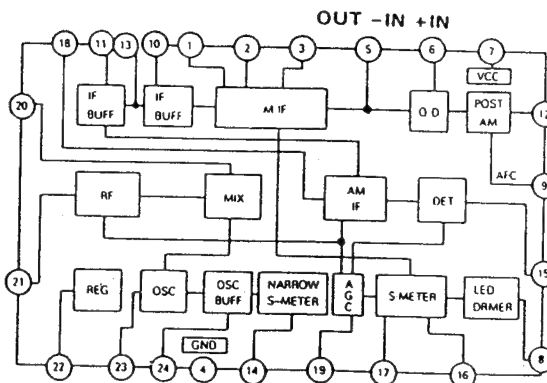 OUT -IN +IN
18 11 13 10 1 2 3 5 6 7
VCC
20
IF BUFF
IF BUFF
M IF
Q D
POST AM
12
AFC
9
RF
MIX
AM IF
DET
15
21
REG
OSC
OSC BUFF
NARROW S-METER
A G C
S METER
LED DRMER
GND
22 23 24 4 14 19 17 16 8